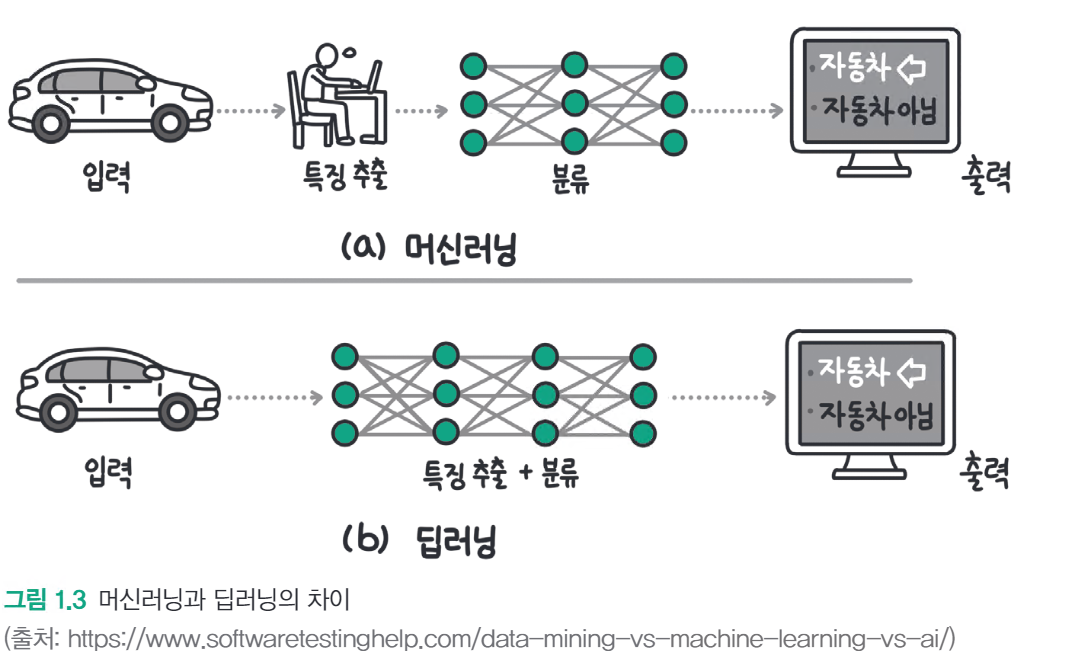 자동차
자동차 아님
입력
특징 추출
분류
출력
(a) 머신러닝
자동차
자동차 아님
입력
특징 추출 + 분류
출력
(b) 딥러닝
그림 1.3 머신러닝과 딥러닝의 차이
(출처: https://www.softwaretestinghelp.com/data-mining-vs-machine-learning-vs-ai/)